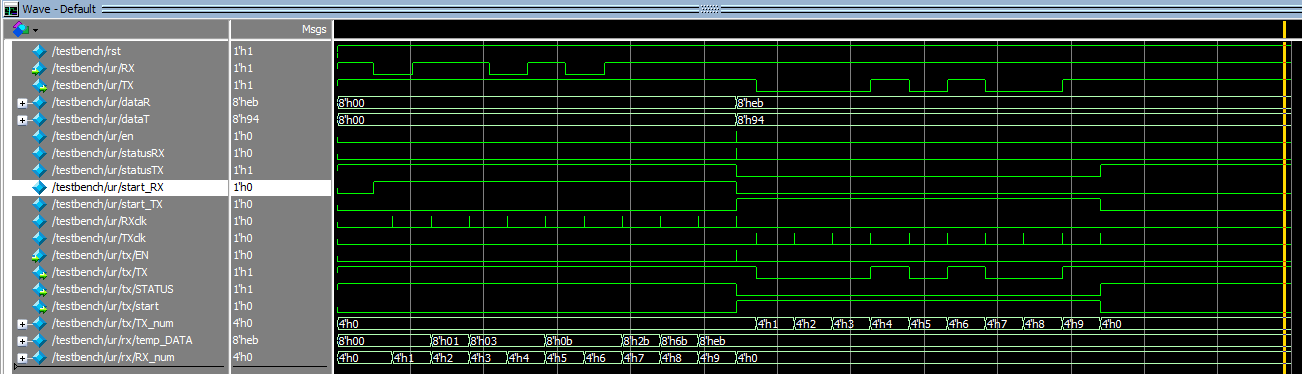 Wave - Default
Msgs
/testbench/rst 1'h1
/testbench/ur/RX 1'h1
/testbench/ur/TX 1'h1
/testbench/ur/dataR 8'heb 8'h00 8'heb
/testbench/ur/dataT 8'h94 8'h00 8'h94
/testbench/ur/en 1'h0
/testbench/ur/statusRX 1'h0
/testbench/ur/statusTX 1'h1
/testbench/ur/start_RX 1'h0
/testbench/ur/start_TX 1'h0
/testbench/ur/RXclk 1'h0
/testbench/ur/TXclk 1'h0
/testbench/ur/tx/EN 1'h0
/testbench/ur/tx/TX 1'h1
/testbench/ur/tx/STATUS 1'h1
/testbench/ur/tx/start 1'h0
/testbench/ur/tx/TX_num 4'h0 4'h0 4'h1 4'h2 4'h3 4'h4 4'h5 4'h6 4'h7 4'h8 4'h9 4'h0
/testbench/ur/rx/temp_DATA 8'heb 8'h00 8'h01 8'h03 8'h0b 8'h2b 8'h6b 8'heb
/testbench/ur/rx/RX_num 4'h0 4'h0 4'h1 4'h2 4'h3 4'h4 4'h5 4'h6 4'h7 4'h8 4'h9 4'h0